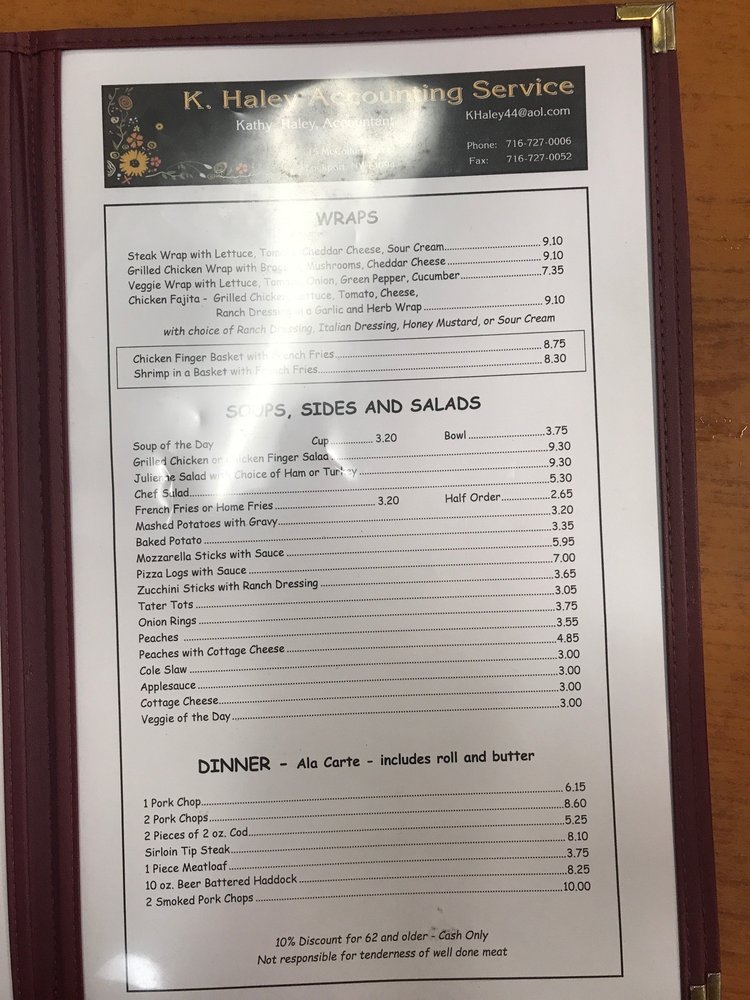 K. Haley Accounting Service
Kathy Haley, Accountant
KHaley44@aol.com
Phone: 716-727-0006
Fax: 716-727-0052
WRAPS
Steak Wrap with Lettuce, Cheddar Cheese, Sour Cream 9.10
Grilled Chicken Wrap with Mushrooms, Cheddar Cheese 9.10
Veggie Wrap with Lettuce, Onion, Green Pepper, Cucumber 7.35
Chicken Fajita - Grilled Chicken, Lettuce, Tomato, Cheese,
Ranch Dressing in a Garlic and Herb Wrap 9.10
with choice of Ranch Dressing, Italian Dressing, Honey Mustard, or Sour Cream
Chicken Finger Basket with French Fries 8.75
Shrimp in a Basket with French Fries 8.30
SOUPS, SIDES AND SALADS
Soup of the Day Cup 3.20 Bowl 3.75
Grilled Chicken or Chicken Finger Salad 9.30
Julienne Salad with Choice of Ham or Turkey 9.30
Chef Salad 5.30
French Fries or Home Fries 3.20 Half Order 2.65
Mashed Potatoes with Gravy 3.20
Baked Potato 3.35
Mozzarella Sticks with Sauce 5.95
Pizza Logs with Sauce 7.00
Zucchini Sticks with Ranch Dressing 3.65
Tater Tots 3.05
Onion Rings 3.75
Peaches 3.55
Peaches with Cottage Cheese 4.85
Cole Slaw 3.00
Applesauce 3.00
Cottage Cheese 3.00
Veggie of the Day 3.00
DINNER - Ala Carte - includes roll and butter
1 Pork Chop 6.15
2 Pork Chops 8.60
2 Pieces of 2 oz. Cod 5.25
Sirloin Tip Steak 8.10
1 Piece Meatloaf 3.75
10 oz. Beer Battered Haddock 8.25
2 Smoked Pork Chops 10.00
10% Discount for 62 and older - Cash Only
Not responsible for tenderness of well done meat